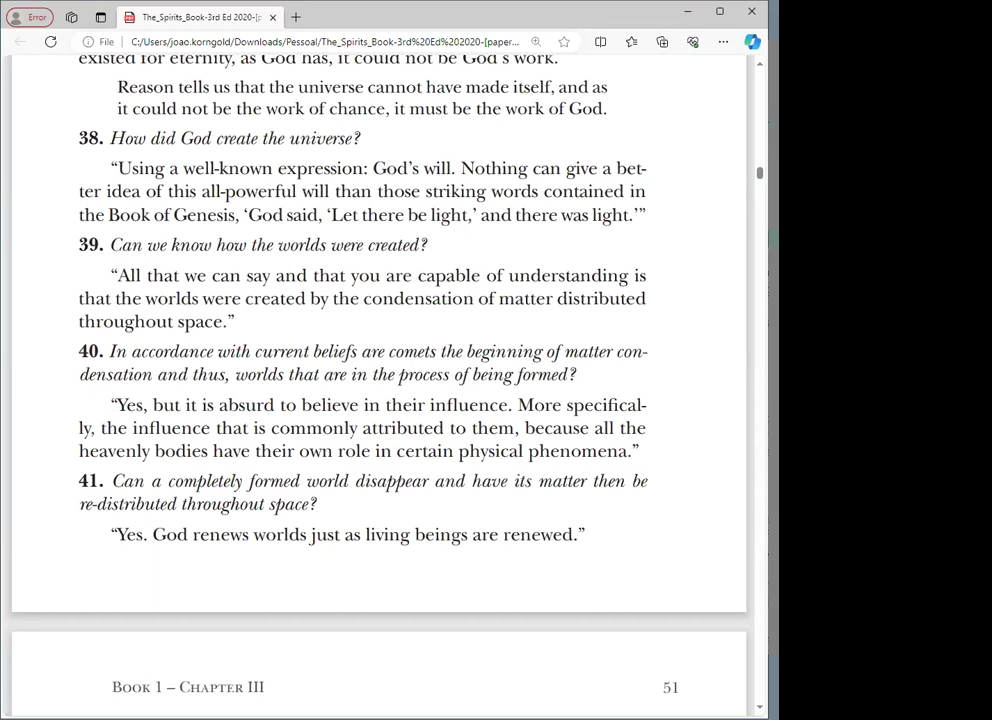 Error
The_Spirits_Book-3rd Ed 2020-[p
File
C:/Users/joao.korngold/Downloads/Pessoal/The_Spirits_Book-3rd%20Ed%202020-[paper...
existed for eternity, as God has, it could not be God's work.
Reason tells us that the universe cannot have made itself, and as
it could not be the work of chance, it must be the work of God.
38. How did God create the universe?
“Using a well-known expression: God’s will. Nothing can give a bet-
ter idea of this all-powerful will than those striking words contained in
the Book of Genesis, ‘God said, ‘Let there be light,’ and there was light.’”
39. Can we know how the worlds were created?
“All that we can say and that you are capable of understanding is
that the worlds were created by the condensation of matter distributed
throughout space.”
40. In accordance with current beliefs are comets the beginning of matter con-
densation and thus, worlds that are in the process of being formed?
“Yes, but it is absurd to believe in their influence. More specifical-
ly, the influence that is commonly attributed to them, because all the
heavenly bodies have their own role in certain physical phenomena.”
41. Can a completely formed world disappear and have its matter then be
re-distributed throughout space?
“Yes. God renews worlds just as living beings are renewed.”
Book 1 – Chapter III
51